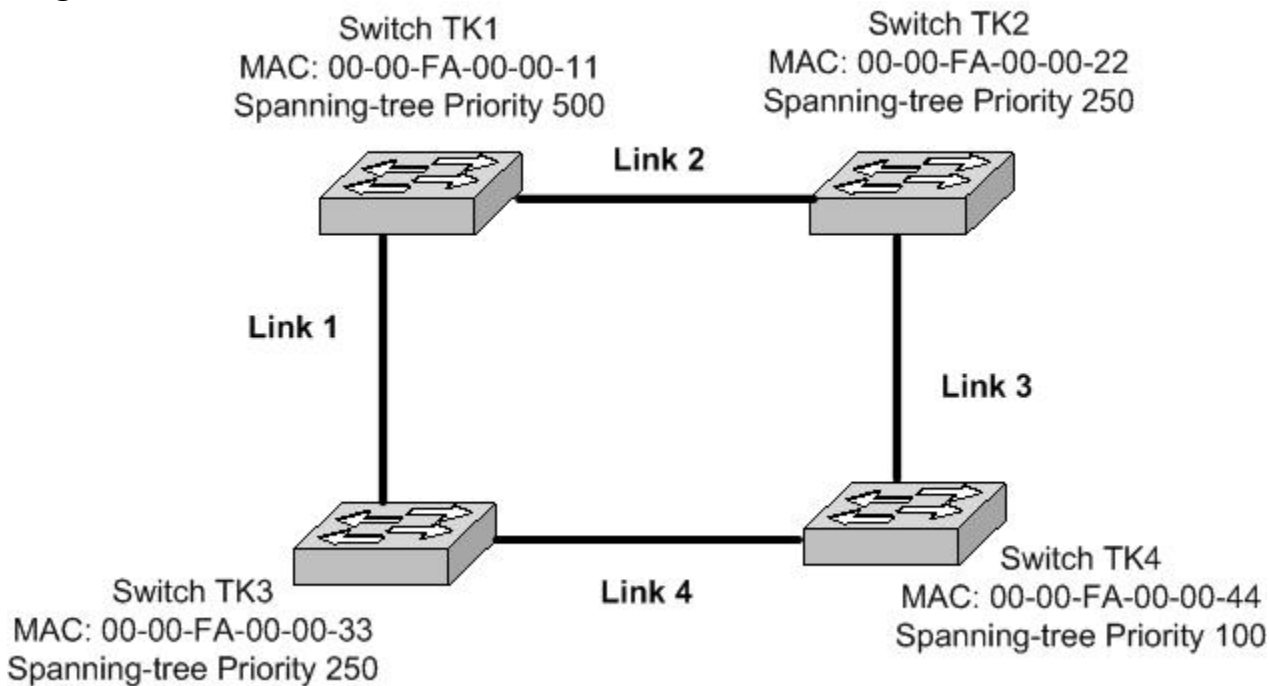 Switch TK1
MAC: 00-00-FA-00-00-11
Spanning-tree Priority 500
Switch TK2
MAC: 00-00-FA-00-00-22
Spanning-tree Priority 250
Link 2
Link 1
Link 3
Link 4
Switch TK3
MAC: 00-00-FA-00-00-33
Spanning-tree Priority 250
Switch TK4
MAC: 00-00-FA-00-00-44
Spanning-tree Priority 100